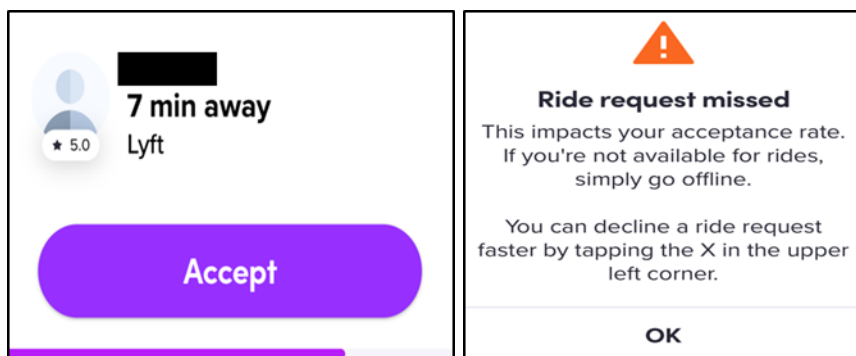 7 min away
★ 5.0
Lyft
Accept
Ride request missed
This impacts your acceptance rate.
If you're not available for rides,
simply go offline.
You can decline a ride request
faster by tapping the X in the upper
left corner.
OK